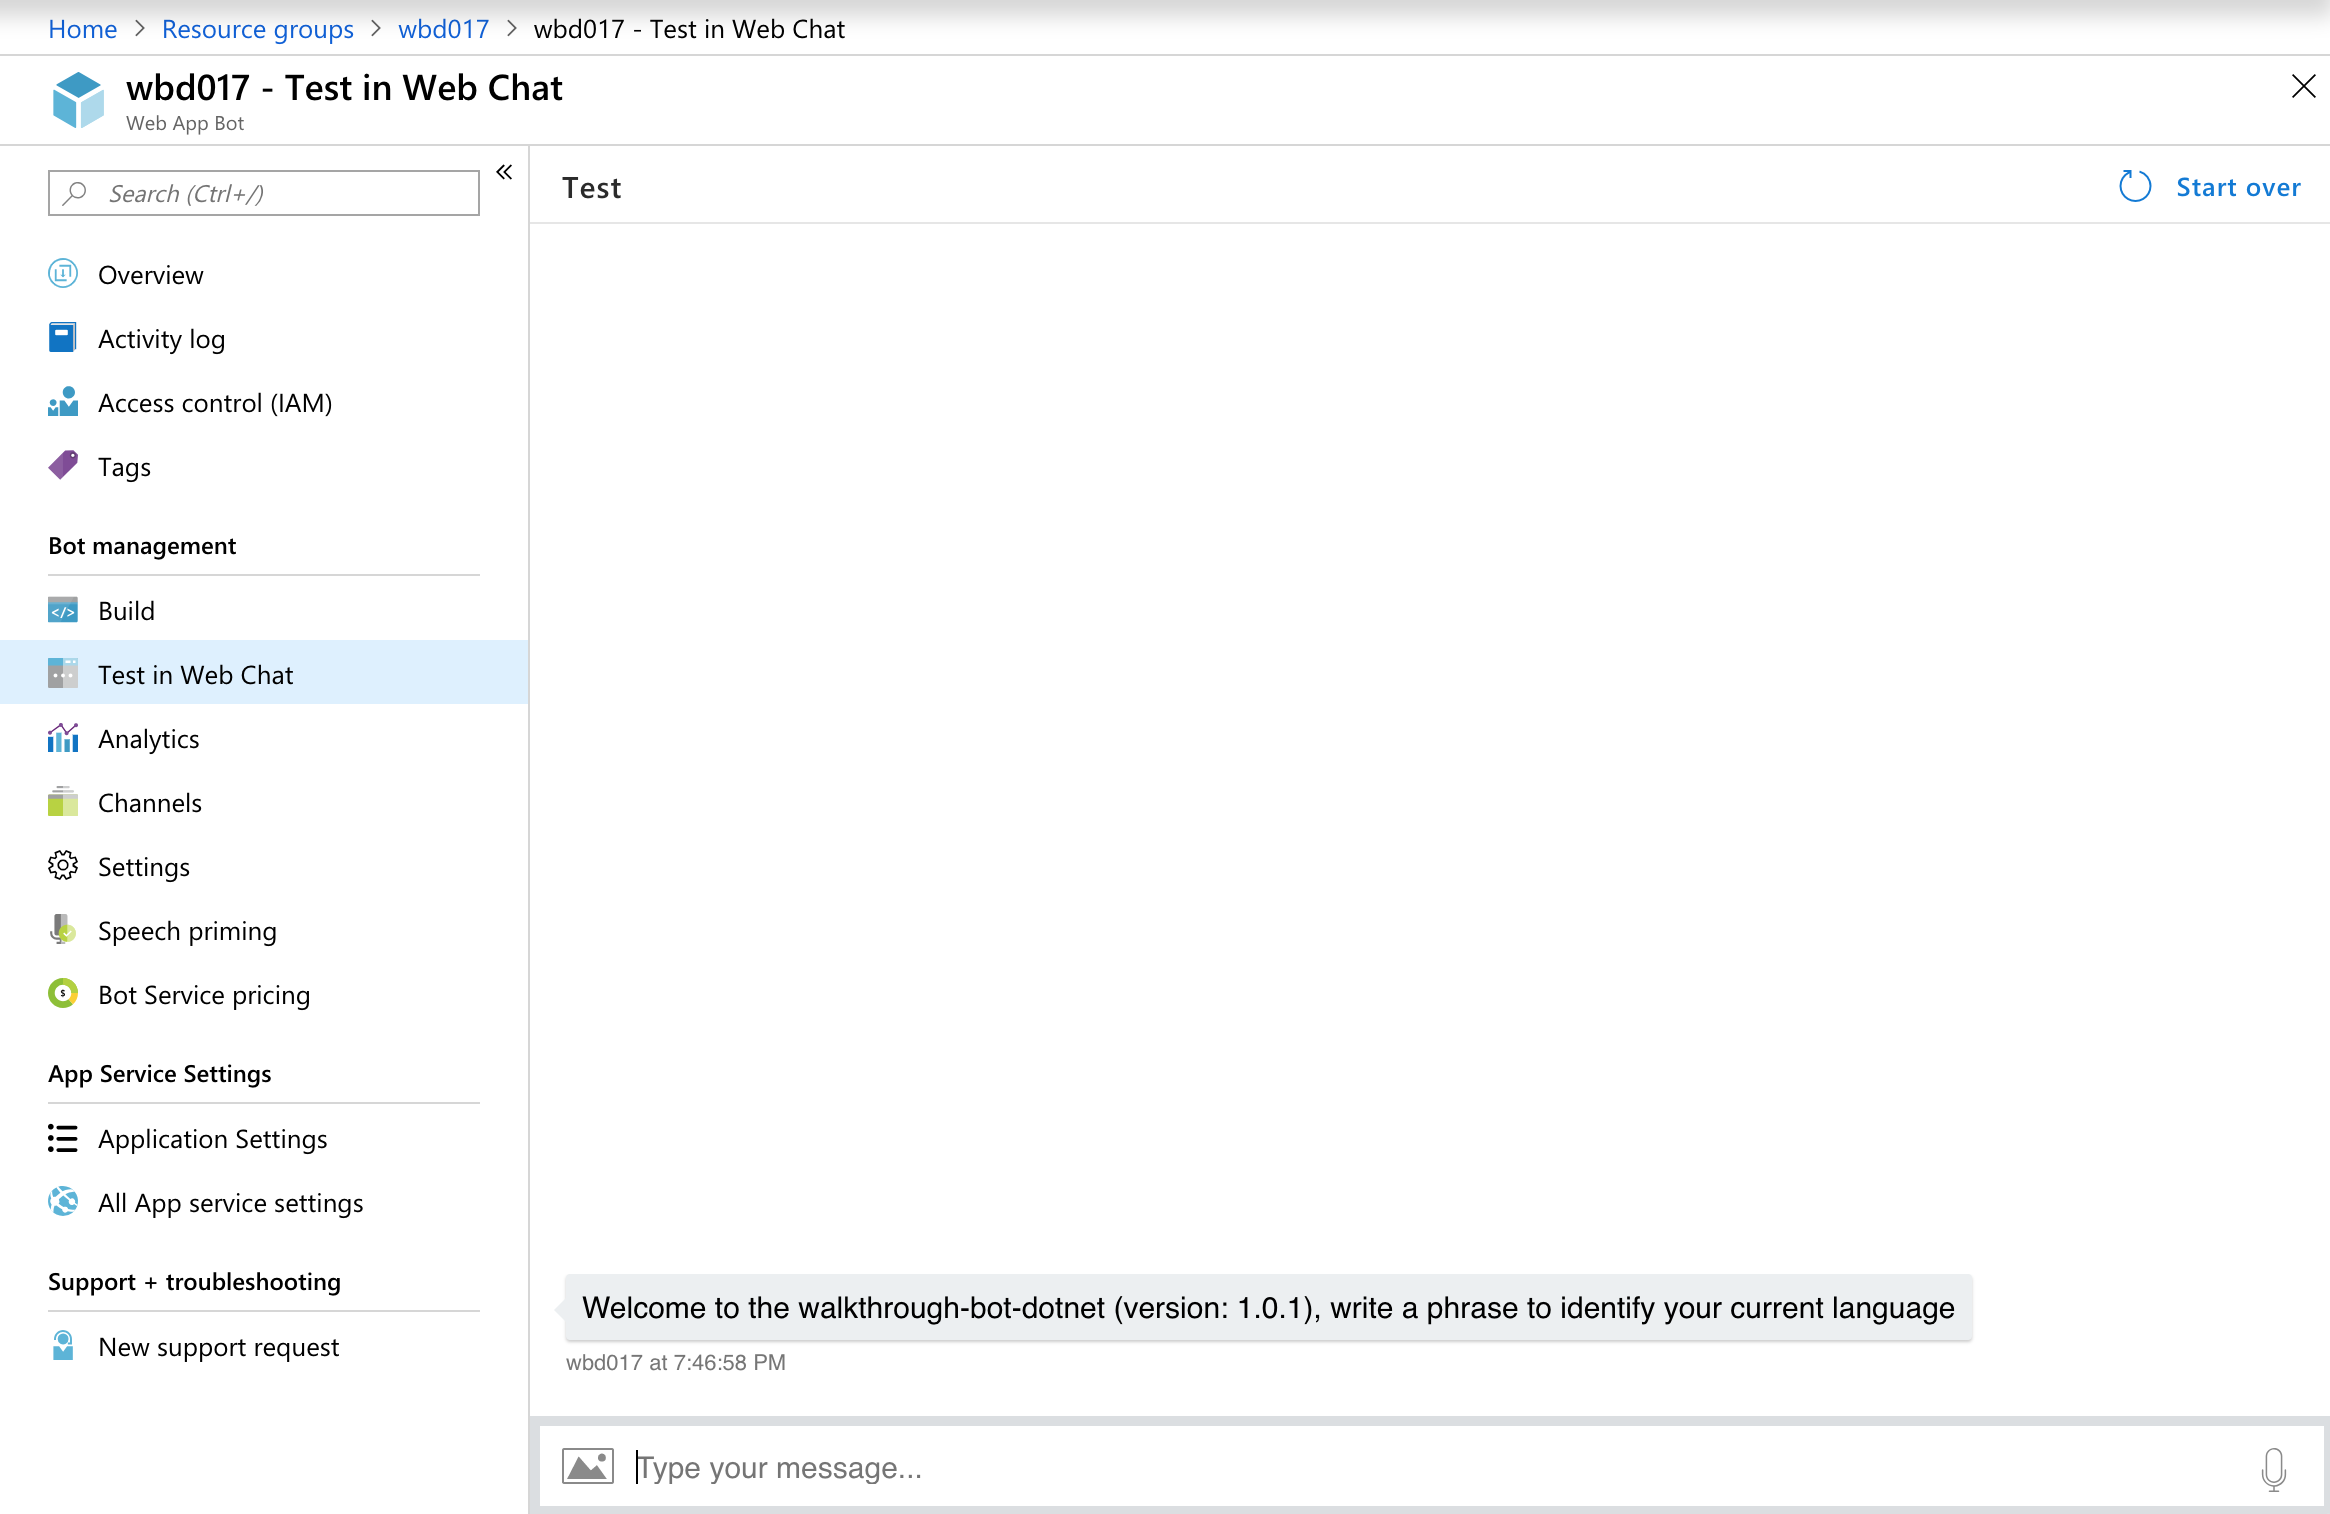 Home > Resource groups > wbd017 > wbd017 - Test in Web Chat
wbd017 - Test in Web Chat
Web App Bot
Search (Ctrl+/)
Overview
Activity log
Access control (IAM)
Tags
Bot management
Build
Test in Web Chat
Analytics
Channels
Settings
Speech priming
Bot Service pricing
App Service Settings
Application Settings
All App service settings
Support + troubleshooting
New support request
Test
Start over
Welcome to the walkthrough-bot-dotnet (version: 1.0.1), write a phrase to identify your current language
wbd017 at 7:46:58 PM
Type your message...